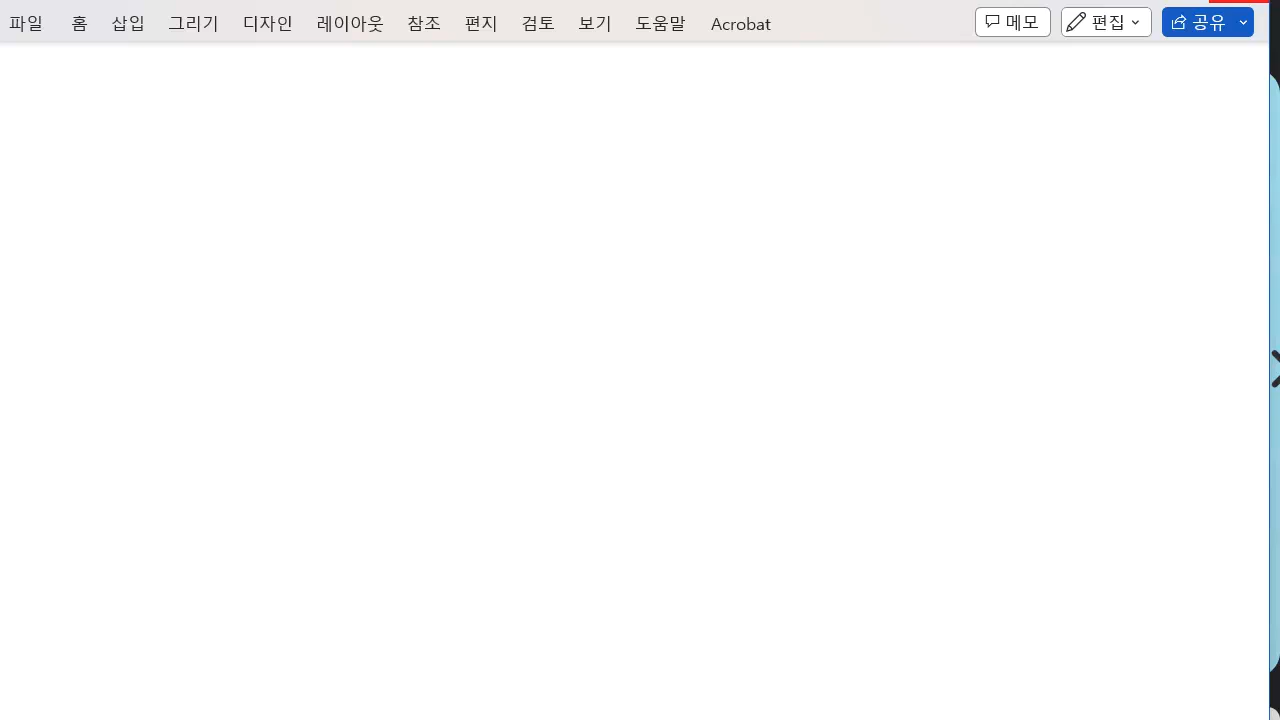 파일 홈 삽입 그리기 디자인 레이아웃 참조 편지 검토 보기 도움말 Acrobat 메모 편집 공유